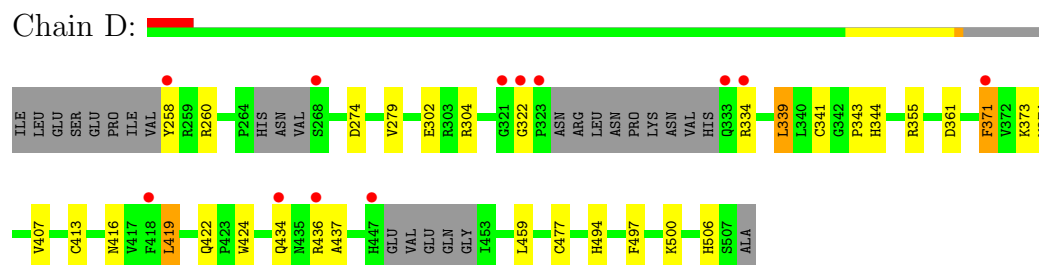 Chain D:
ILE LEU GLU SER GLU PRO ILE VAL Y258 R259 R260 P264 HIS ASN VAL S268 D274 V279 E302 R303 R304 G321 G322 P323 ASN ARG LEU ASN PRO LYS ASN VAL HIS Q333 R334 L339 L340 C341 G342 P343 H344 R355 D361 F371 V372 K373
V407 C413 N416 V417 F418 L419 Q422 P423 W424 Q434 N435 R436 A437 H447 GLU VAL GLU GLN GLY I453 L459 C477 H494 F497 K500 H506 S507 ALA